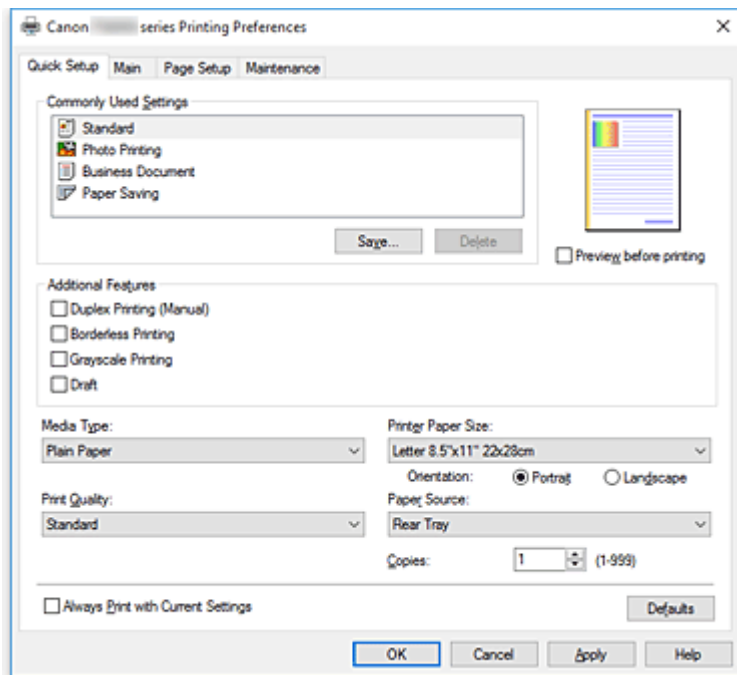 Canon series Printing Preferences
Quick Setup Main Page Setup Maintenance
Commonly Used Settings
Standard
Photo Printing
Business Document
Paper Saving
Save... Delete
Preview before printing
Additional Features
Duplex Printing (Manual)
Borderless Printing
Grayscale Printing
Draft
Media Type: Printer Paper Size:
Plain Paper Letter 8.5"x11" 22x28cm
Orientation: Portrait Landscape
Print Quality: Paper Source:
Standard Rear Tray
Copies: 1 (1-999)
Always Print with Current Settings Defaults
OK Cancel Apply Help